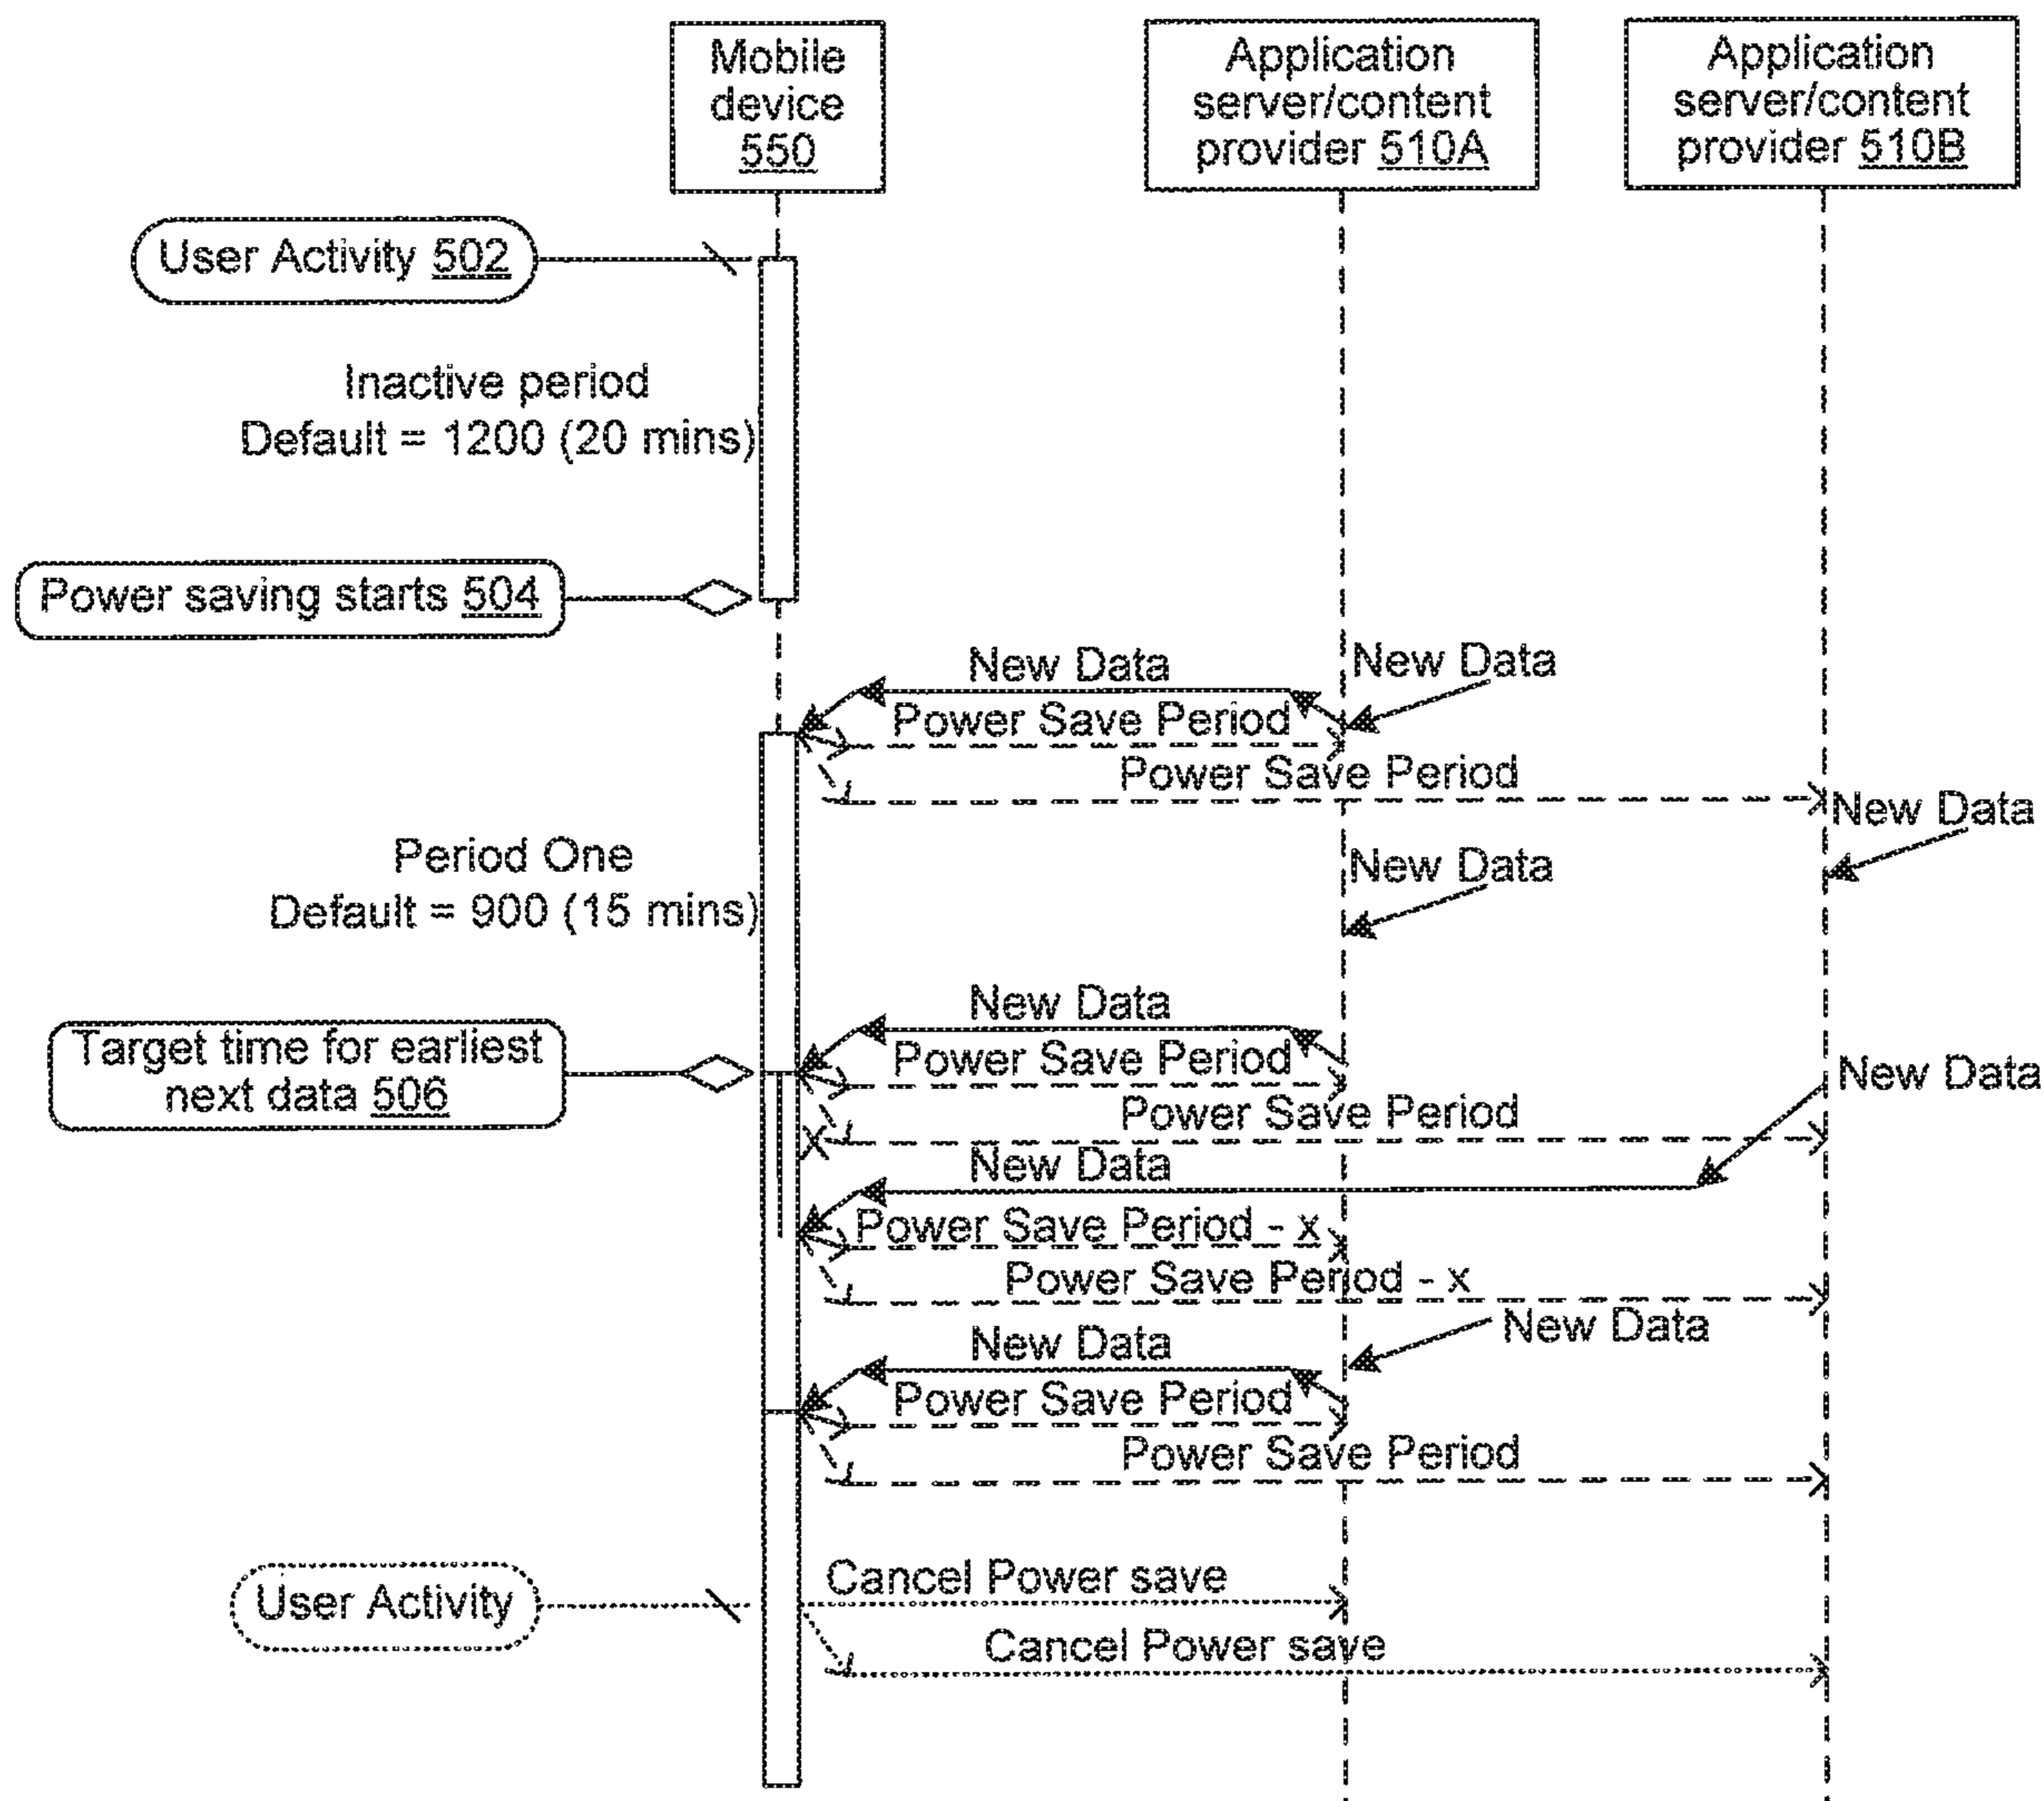 Mobile
device
550
Application
server/content
provider 510A
Application
server/content
provider 510B
User Activity 502
Inactive period
Default = 1200 (20 mins)
Power saving starts 504
New Data
New Data
Power Save Period
Power Save Period
New Data
Period One
Default = 900 (15 mins)
New Data
New Data
Target time for earliest
next data 506
Power Save Period
New Data
Power Save Period
X
New Data
Power Save Period - x
Power Save Period - x
New Data
New Data
Power Save Period
Power Save Period
User Activity
Cancel Power save
Cancel Power save